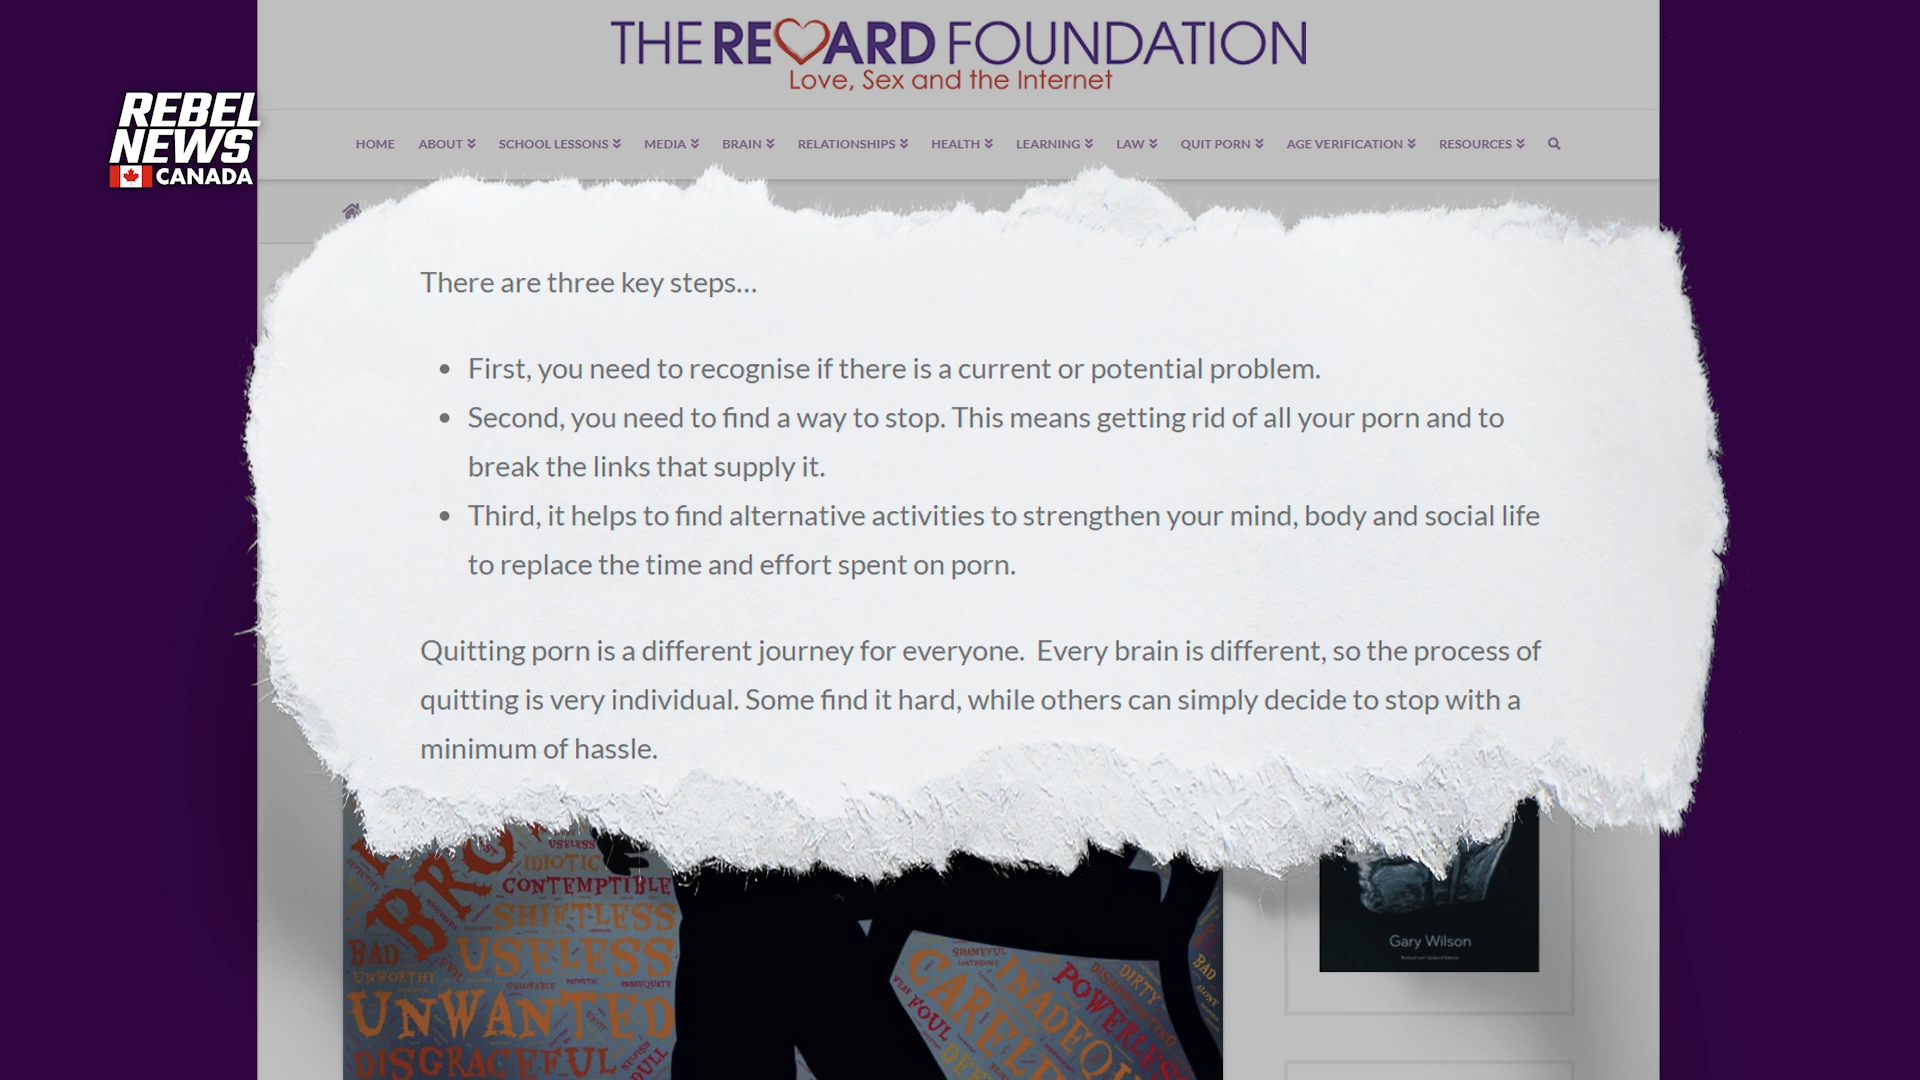 THE REWARD FOUNDATION
Love, Sex and the Internet
REBEL
NEWS
CANADA
HOME ABOUT SCHOOL LESSONS MEDIA BRAIN RELATIONSHIPS HEALTH LEARNING LAW QUIT PORN AGE VERIFICATION RESOURCES
There are three key steps…
• First, you need to recognise if there is a current or potential problem.
• Second, you need to find a way to stop. This means getting rid of all your porn and to
break the links that supply it.
• Third, it helps to find alternative activities to strengthen your mind, body and social life
to replace the time and effort spent on porn.
Quitting porn is a different journey for everyone.  Every brain is different, so the process of
quitting is very individual. Some find it hard, while others can simply decide to stop with a
minimum of hassle.
USELESS
IDIOTIC
CONTEMPTIBLE
SHIFTLESS
BAD
USELESS
UNWORTHY
UNLOVABLE PATHETIC INADEQUATE
UNWANTED
DISGRACEFUL
DULL
SHAMEFUL
POWERLESS
DISAPPOINTING
DIRTY
BAD
ALONE
FOUL
Gary Wilson